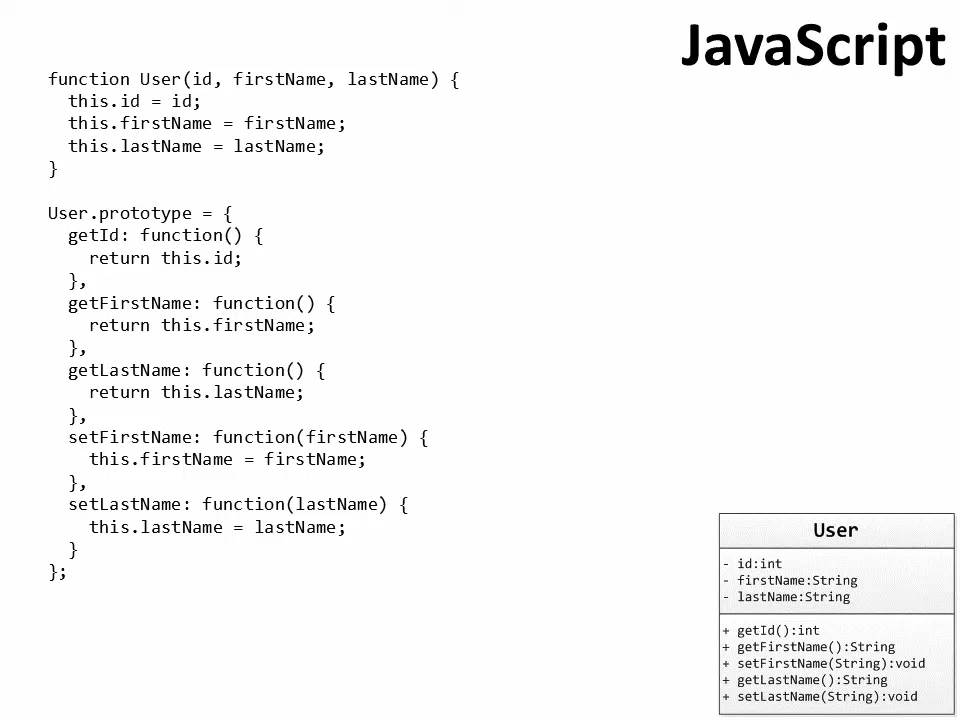 JavaScript
function User(id, firstName, lastName) {
  this.id = id;
  this.firstName = firstName;
  this.lastName = lastName;
}

User.prototype = {
  getId: function() {
    return this.id;
  },
  getFirstName: function() {
    return this.firstName;
  },
  getLastName: function() {
    return this.lastName;
  },
  setFirstName: function(firstName) {
    this.firstName = firstName;
  },
  setLastName: function(lastName) {
    this.lastName = lastName;
  }
};
User
- id:int
- firstName:String
- lastName:String
+ getId():int
+ getFirstName():String
+ setFirstName(String):void
+ getLastName():String
+ setLastName(String):void